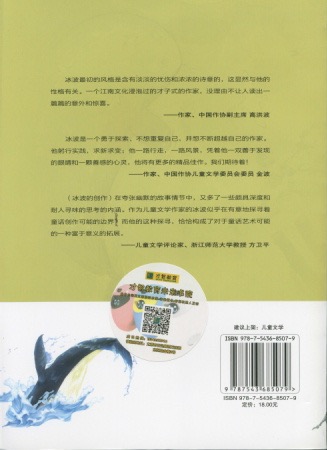 冰波最初的风格是含有淡淡的忧伤和浓浓的诗意的，这显然与他的
性格有关。一个江南文化浸淘过的才子式的作家，没理由不让人读出一
篇篇的意外和惊喜。
——作家、中国作协副主席 高洪波
冰波是一个勇于探索，不想重复自己，并想不断超越自己的作家。
他躬行实践，求新求变；他一路行走，一路风景。凭着他一双善于发现
的眼睛和一颗善感的心灵，他尚有更多的精品佳作。我们期待着！
——作家、中国作协儿童文学委员会委员 金波
（冰波的创作）在夸张幽默的故事情节中，又多了一些颇具深度和
耐人寻味的思考的内涵。作为儿童文学作家的冰波似乎在有意地探寻着
童话创作可能的边界，而他的这种探寻，恰恰构成了对于童话艺术可能
的一种富于意义的拓展。
——儿童文学评论家，浙江师范大学教授 方卫平
建议上架：儿童文学
ISBN 978-7-5436-8507-9
9 787543 685079 >
ISBN 978-7-5436-8507-9
定价：18.00元